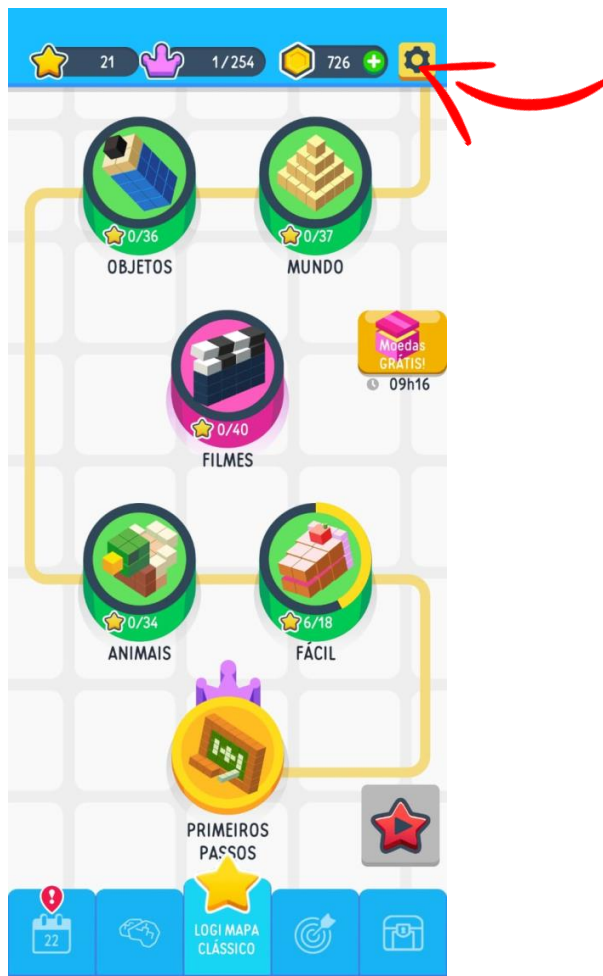 21
1/254
726
0/36
0/37
OBJETOS
MUNDO
Moedas
GRÁTIS!
09h16
0/40
FILMES
0/34
6/18
ANIMAIS
FÁCIL
PRIMEIROS
PASSOS
!
22
LOGI MAPA
CLÁSSICO